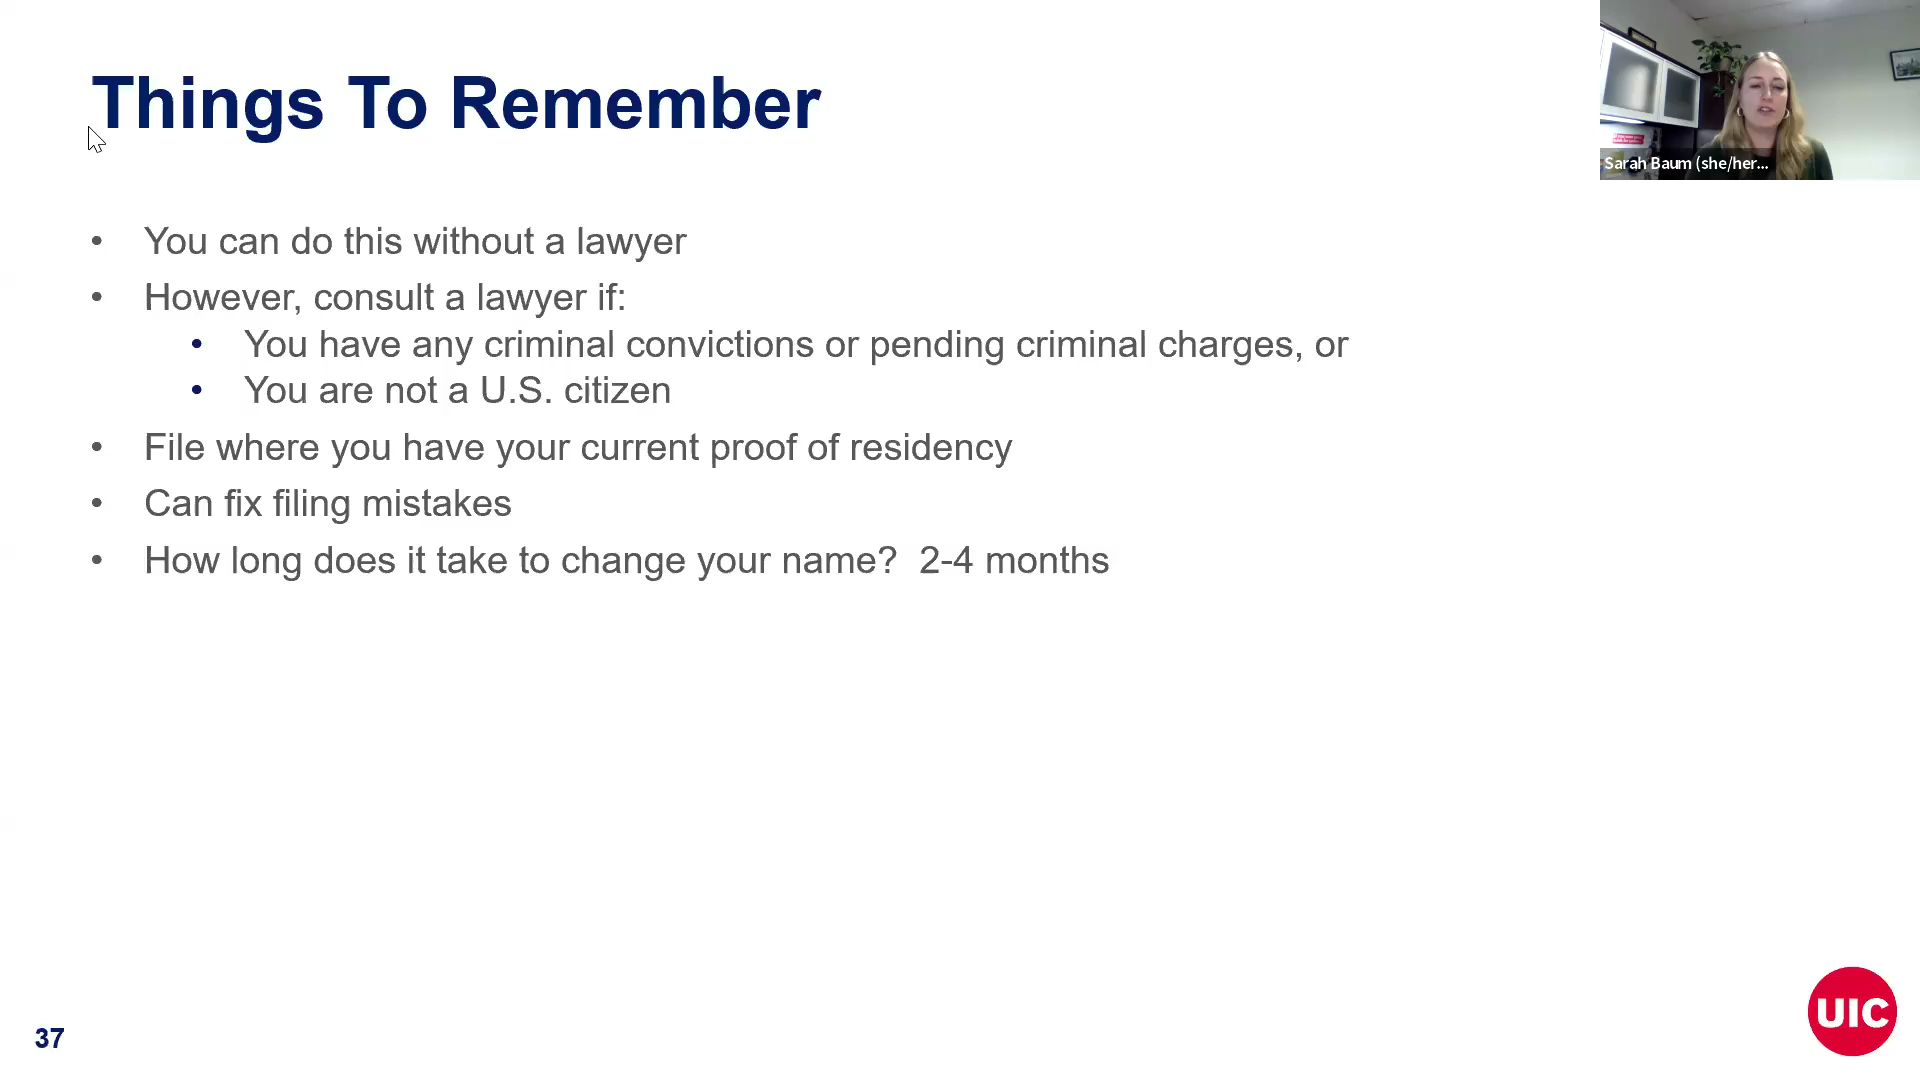 Things To Remember
Sarah Baum (she/her...
• You can do this without a lawyer
• However, consult a lawyer if:
• You have any criminal convictions or pending criminal charges, or
• You are not a U.S. citizen
• File where you have your current proof of residency
• Can fix filing mistakes
• How long does it take to change your name?  2-4 months
37
UIC